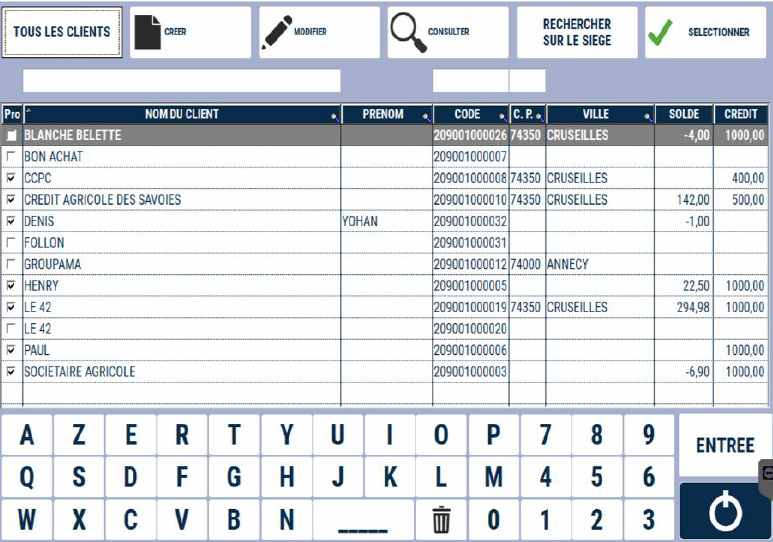 TOUS LES CLIENTS CREER MODIFIER CONSULTER RECHERCHER SUR LE SIEGE SELECTIONNER
Pro NOM DU CLIENT PRENOM CODE C. P. VILLE SOLDE CREDIT
BLANCHE BELETTE 209001000026 74350 CRUSEILLES -4,00 1000,00
BON ACHAT 209001000007
CCPC 209001000008 74350 CRUSEILLES 400,00
CREDIT AGRICOLE DES SAVOIES 209001000010 74350 CRUSEILLES 142,00 500,00
DENIS YOHAN 209001000032 -1,00
FOLLON 209001000031
GROUPAMA 209001000012 74000 ANNECY
HENRY 209001000005 22,50 1000,00
LE 42 209001000019 74350 CRUSEILLES 294,98 1000,00
LE 42 209001000020
PAUL 209001000006 1000,00
SOCIETAIRE AGRICOLE 209001000003 -6,90 1000,00
A Z E R T Y U I O P 7 8 9 ENTREE
Q S D F G H J K L M 4 5 6
W X C V B N _____ 0 1 2 3